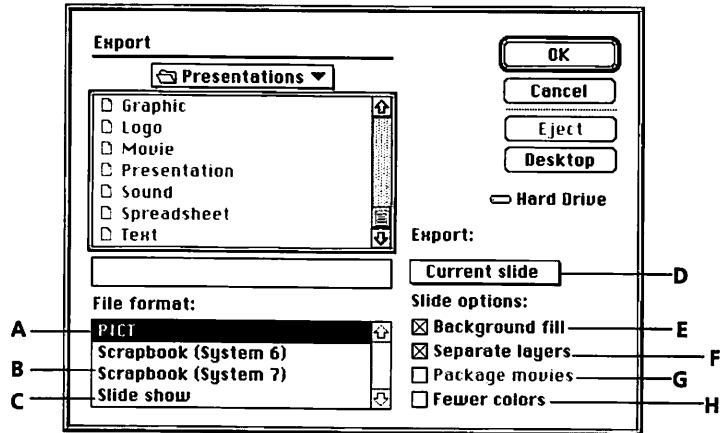 Export
Presentations
Graphic
Logo
Movie
Presentation
Sound
Spreadsheet
Text
File format:
A
PICT
Scrapbook (System 6)
B
Scrapbook (System 7)
C
Slide show
OK
Cancel
Eject
Desktop
Hard Drive
Export:
Current slide
D
Slide options:
Background fill
E
Separate layers
F
Package movies
G
Fewer colors
H